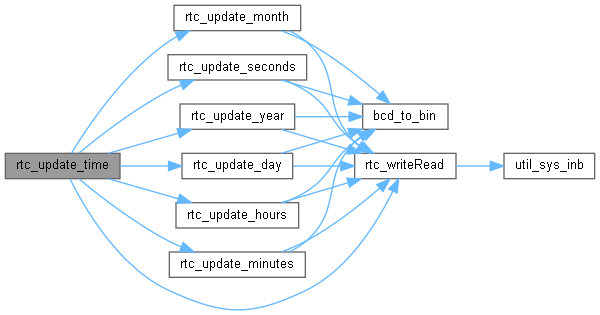 rtc_update_month
rtc_update_seconds
rtc_update_year
bcd_to_bin
rtc_update_time
rtc_update_day
rtc_writeRead
util_sys_inb
rtc_update_hours
rtc_update_minutes